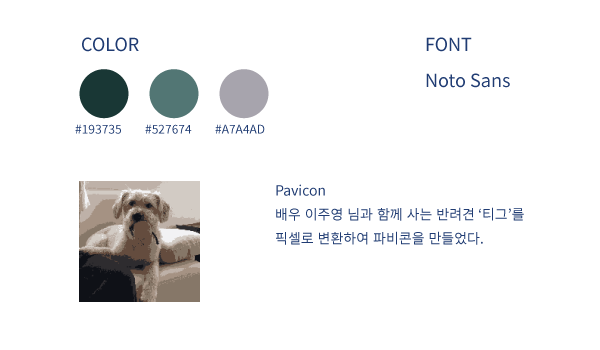 COLOR
#193735
#527674
#A7A4AD
FONT
Noto Sans
Pavicon
배우 이주영 님과 함께 사는 반려견 ‘티그’를
픽셀로 변환하여 파비콘을 만들었다.